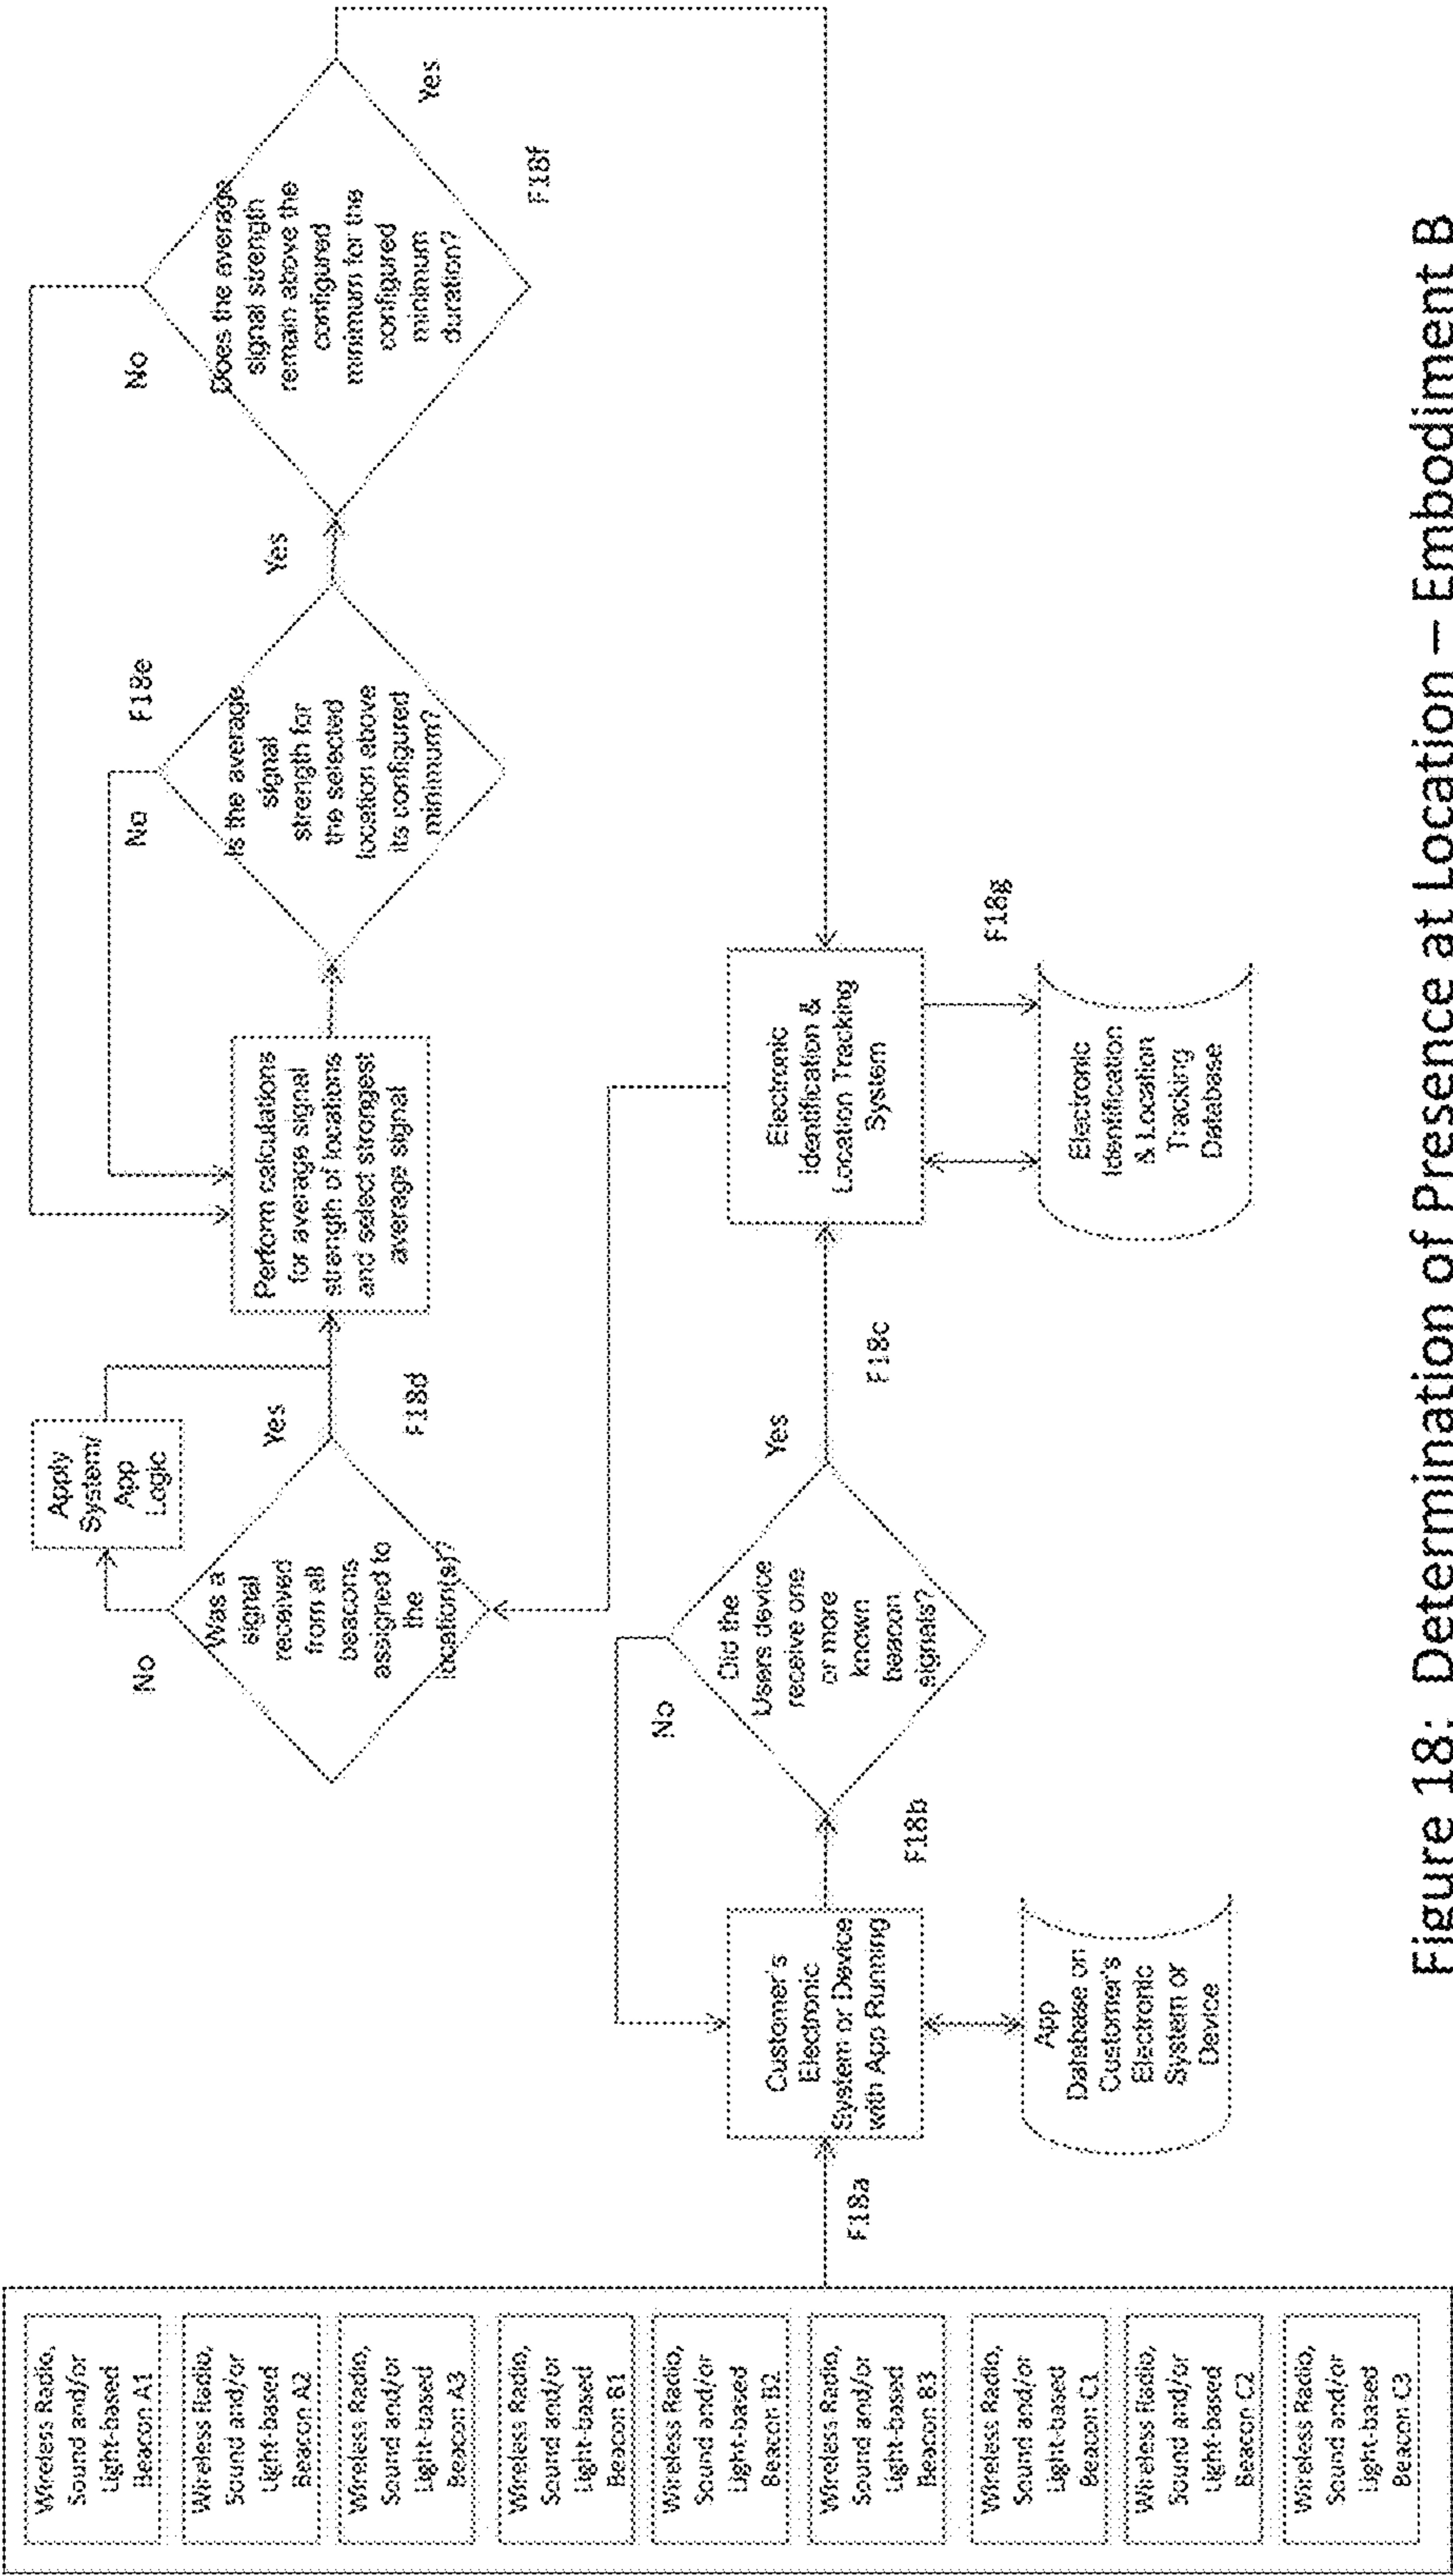 Wireless Radio,
Sound and/or
Light-based
Beacon A1
Wireless Radio,
Sound and/or
Light-based
Beacon A2
Wireless Radio,
Sound and/or
Light-based
Beacon A3
Wireless Radio,
Sound and/or
Light-based
Beacon B1
Wireless Radio,
Sound and/or
Light-based
Beacon B2
Wireless Radio,
Sound and/or
Light-based
Beacon B3
Wireless Radio,
Sound and/or
Light-based
Beacon C1
Wireless Radio,
Sound and/or
Light-based
Beacon C2
Wireless Radio,
Sound and/or
Light-based
Beacon C3
F18a
Customer's
Electronic
System or Device
with App Running
App
Database on
Customer's
Electronic
System or
Device
F18b
No
Did the
Users device
receive one
or more
known
beacon
signals?
Yes
F18c
Electronic
Identification &
Location Tracking
System
Electronic
Identification
& Location
Tracking
Database
F18g
No
Was a
signal
received
from all
beacons
assigned to
the
location(s)?
Apply
System/
App
Logic
Yes
F18d
Perform calculations
for average signal
strength of locations
and select strongest
average signal
No
F18e
Is the average
signal
strength for
the selected
location above
its configured
minimum?
Yes
No
Does the average
signal strength
remain above the
configured
minimum for the
configured
minimum
duration?
Yes
F18f
Figure 18: Determination of Presence at Location – Embodiment B